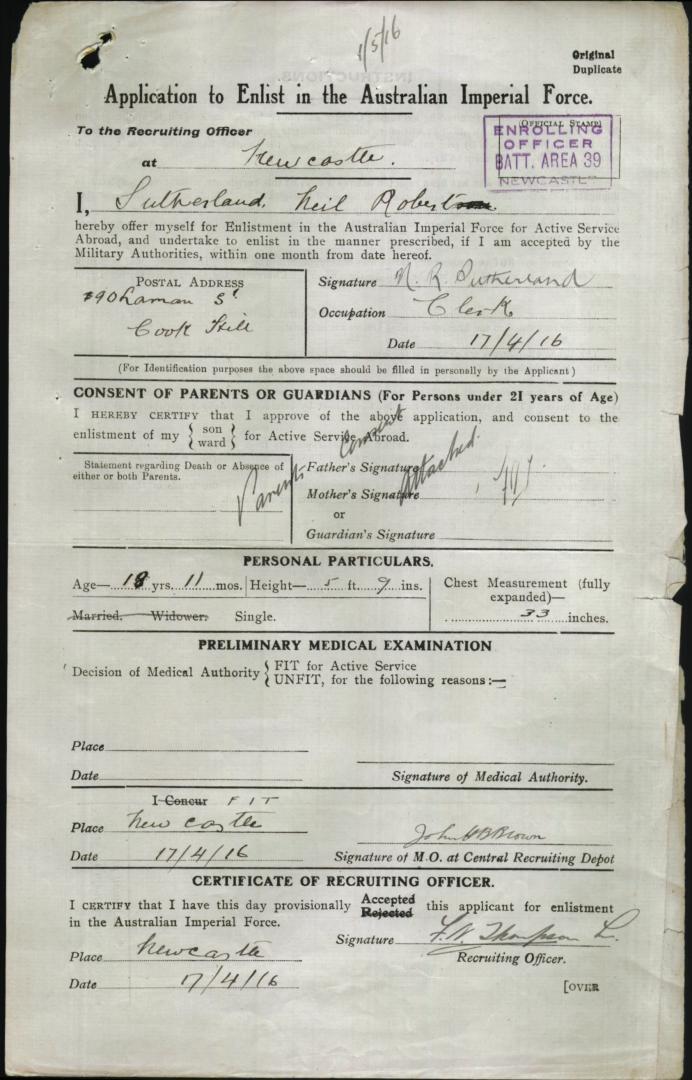 1/5/16
Original
Duplicate
Application to Enlist in the Australian Imperial Force.
To the Recruiting Officer
(OFFICIAL STAMP)
ENROLLING
OFFICER
BATT. AREA 39
NEWCASTLE
at Newcastle.
I, Sutherland. Neil Robert
hereby offer myself for Enlistment in the Australian Imperial Force for Active Service
Abroad, and undertake to enlist in the manner prescribed, if I am accepted by the
Military Authorities, within one month from date hereof.
POSTAL ADDRESS
Laman St
Cook Hill
Signature N. R. Sutherland
Occupation Clerk
Date 17/4/16
(For Identification purposes the above space should be filled in personally by the Applicant)
CONSENT OF PARENTS OR GUARDIANS (For Persons under 21 years of Age)
I HEREBY CERTIFY that I approve of the above application, and consent to the
enlistment of my { son ward } for Active Service Abroad.
Statement regarding Death or Absence of
either or both Parents.
Parents Consent Attached.
Father's Signature
Mother's Signature
or
Guardian's Signature
PERSONAL PARTICULARS.
Age—18 yrs. 11 mos. Height—5 ft. 9 ins.
Chest Measurement (fully
expanded)—
33 inches.
Married. Widower. Single.
PRELIMINARY MEDICAL EXAMINATION
Decision of Medical Authority { FIT for Active Service
UNFIT, for the following reasons:—
Place
Date
Signature of Medical Authority.
I Concur FIT
Place Newcastle
John B Brown
Date 17/4/16
Signature of M.O. at Central Recruiting Depot
CERTIFICATE OF RECRUITING OFFICER.
I CERTIFY that I have this day provisionally Accepted Rejected this applicant for enlistment
in the Australian Imperial Force.
Signature F. W. Thompson Lt.
Place Newcastle
Recruiting Officer.
Date 17/4/16
[OVER